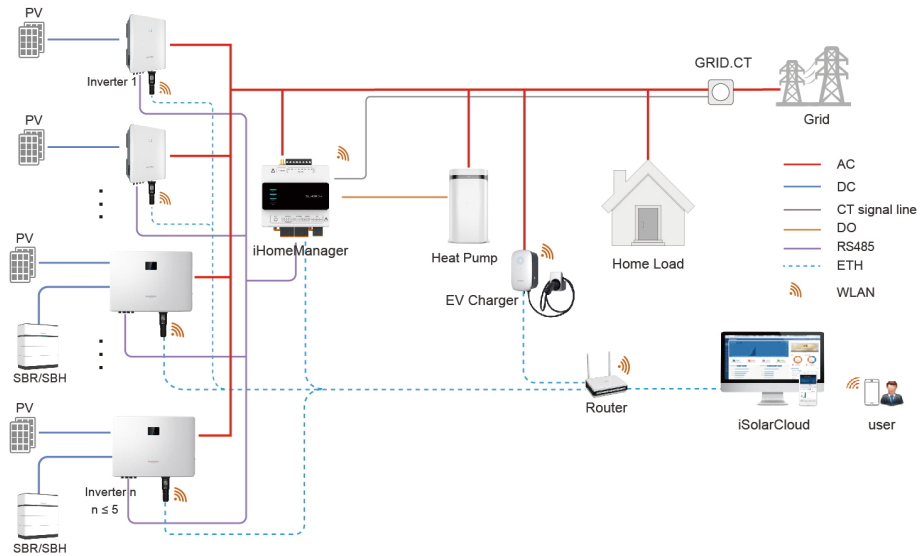 PV
GRID.CT
Inverter 1
Grid
PV
AC
DC
CT signal line
DO
RS485
ETH
WLAN
iHomeManager
Heat Pump
Home Load
EV Charger
PV
SBR/SBH
Router
iSolarCloud
user
PV
Inverter n
n ≤ 5
SBR/SBH